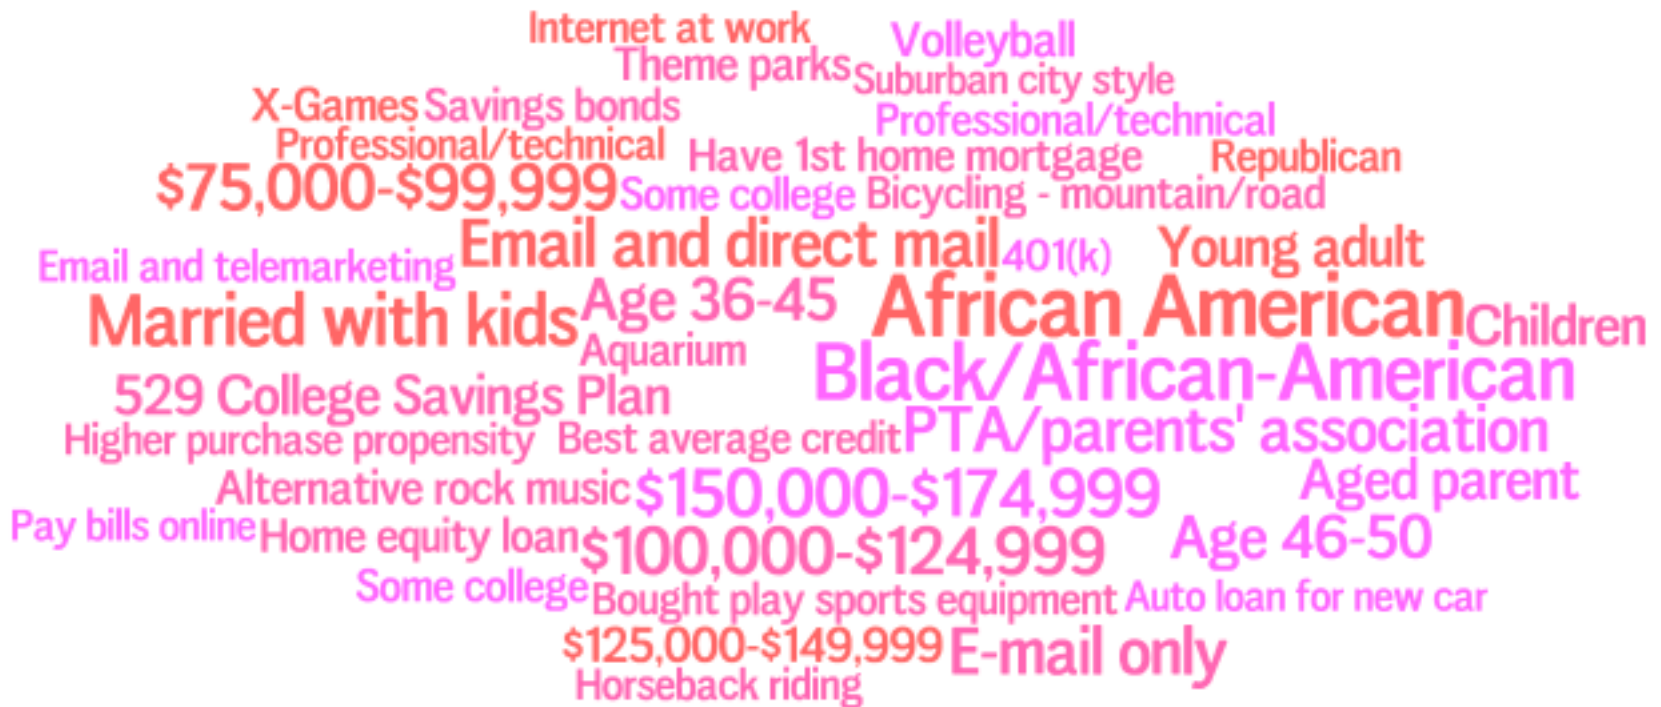 Internet at work
Volleyball
Theme parks
Suburban city style
X-Games
Savings bonds
Professional/technical
Professional/technical
Have 1st home mortgage
Republican
$75,000-$99,999
Some college
Bicycling - mountain/road
Email and direct mail
401(k)
Young adult
Email and telemarketing
Married with kids
Age 36-45
African American
Children
Aquarium
Black/African-American
529 College Savings Plan
Higher purchase propensity
Best average credit
PTA/parents' association
Alternative rock music
$150,000-$174,999
Aged parent
Pay bills online
Home equity loan
$100,000-$124,999
Age 46-50
Some college
Bought play sports equipment
Auto loan for new car
$125,000-$149,999
E-mail only
Horseback riding